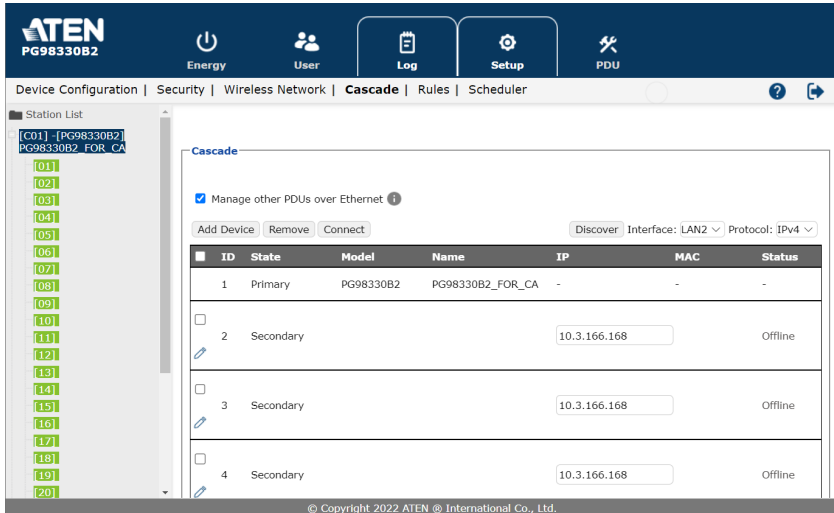 ATEN
PG98330B2
Energy User Log Setup PDU
Device Configuration | Security | Wireless Network | Cascade | Rules | Scheduler ?
Station List
[C01] -[PG98330B2]
PG98330B2_FOR_CA
[01]
[02]
[03]
[04]
[05]
[06]
[07]
[08]
[09]
[10]
[11]
[12]
[13]
[14]
[15]
[16]
[17]
[18]
[19]
[20]
Cascade
Manage other PDUs over Ethernet i
Add Device Remove Connect Discover Interface: LAN2 Protocol: IPv4
ID State Model Name IP MAC Status
1 Primary PG98330B2 PG98330B2_FOR_CA - - -
2 Secondary 10.3.166.168 Offline
3 Secondary 10.3.166.168 Offline
4 Secondary 10.3.166.168 Offline
© Copyright 2022 ATEN ® International Co., Ltd.